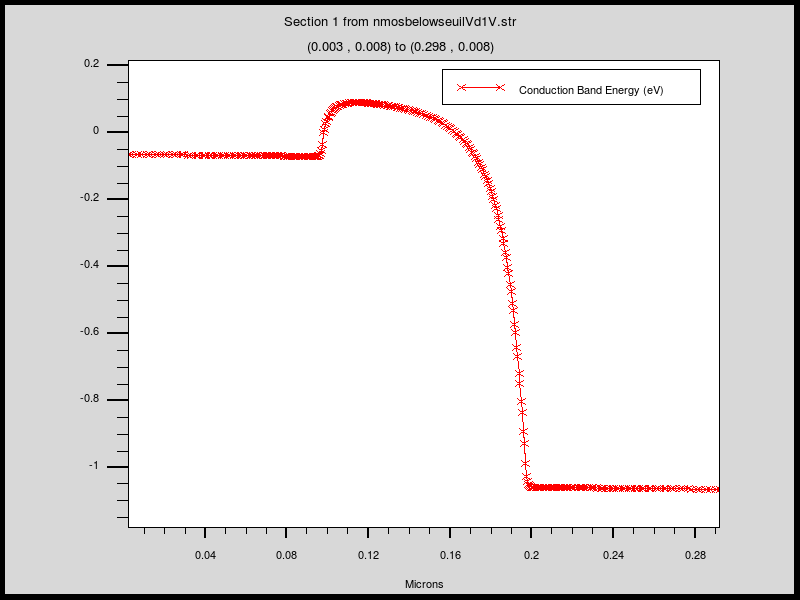 Section 1 from nmosbelowseuilVd1V.str
(0.003 , 0.008) to (0.298 , 0.008)
Conduction Band Energy (eV)
0.2
0
-0.2
-0.4
-0.6
-0.8
-1
0.04 0.08 0.12 0.16 0.2 0.24 0.28
Microns